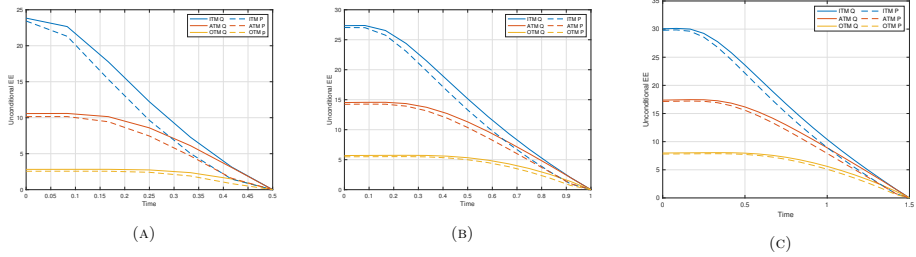 25
20
15
10
5
0
Unconditional EE
0 0.05 0.1 0.15 0.2 0.25 0.3 0.35 0.4 0.45 0.5
Time
ITM Q ITM P
ATM Q ATM P
OTM Q OTM p
(A)
30
25
20
15
10
5
0
Unconditional EE
0 0.1 0.2 0.3 0.4 0.5 0.6 0.7 0.8 0.9 1
Time
ITM Q ITM P
ATM Q ATM P
OTM Q OTM P
(B)
35
30
25
20
15
10
5
0
Unconditional EE
0 0.5 1 1.5
Time
ITM Q ITM P
ATM Q ATM P
OTM Q OTM P
(C)